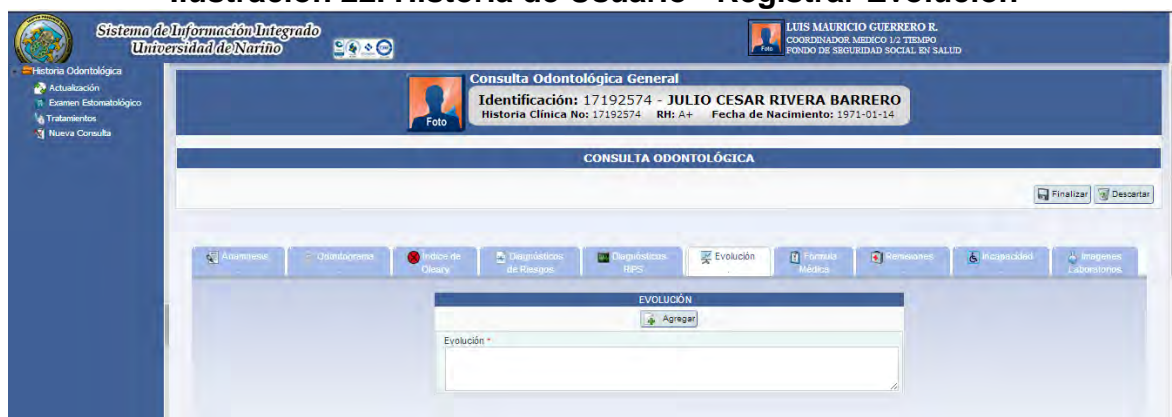 Ilustración 22. Historia de Usuario - Registrar Evolución
Sistema de Información Integrado
Universidad de Nariño
Foto
LUIS MAURICIO GUERRERO R.
COORDINADOR MEDICO 1/2 TIEMPO
FONDO DE SEGURIDAD SOCIAL EN SALUD
Historia Odontológica
Actualización
Examen Estomatológico
Tratamientos
Nueva Consulta
Foto
Consulta Odontológica General
Identificación: 17192574 - JULIO CESAR RIVERA BARRERO
Historia Clínica No: 17192574 RH: A+ Fecha de Nacimiento: 1971-01-14
CONSULTA ODONTOLÓGICA
Finalizar
Descartar
Anamnesis
Odontograma
Indice de
Oleary
Diagnósticos
de Riesgos
Diagnósticos
RIPS
Evolución
.
Fórmula
Médica
Remisiones
Incapacidad
Imagenes
Laboratorios
EVOLUCIÓN
Agregar
Evolución *